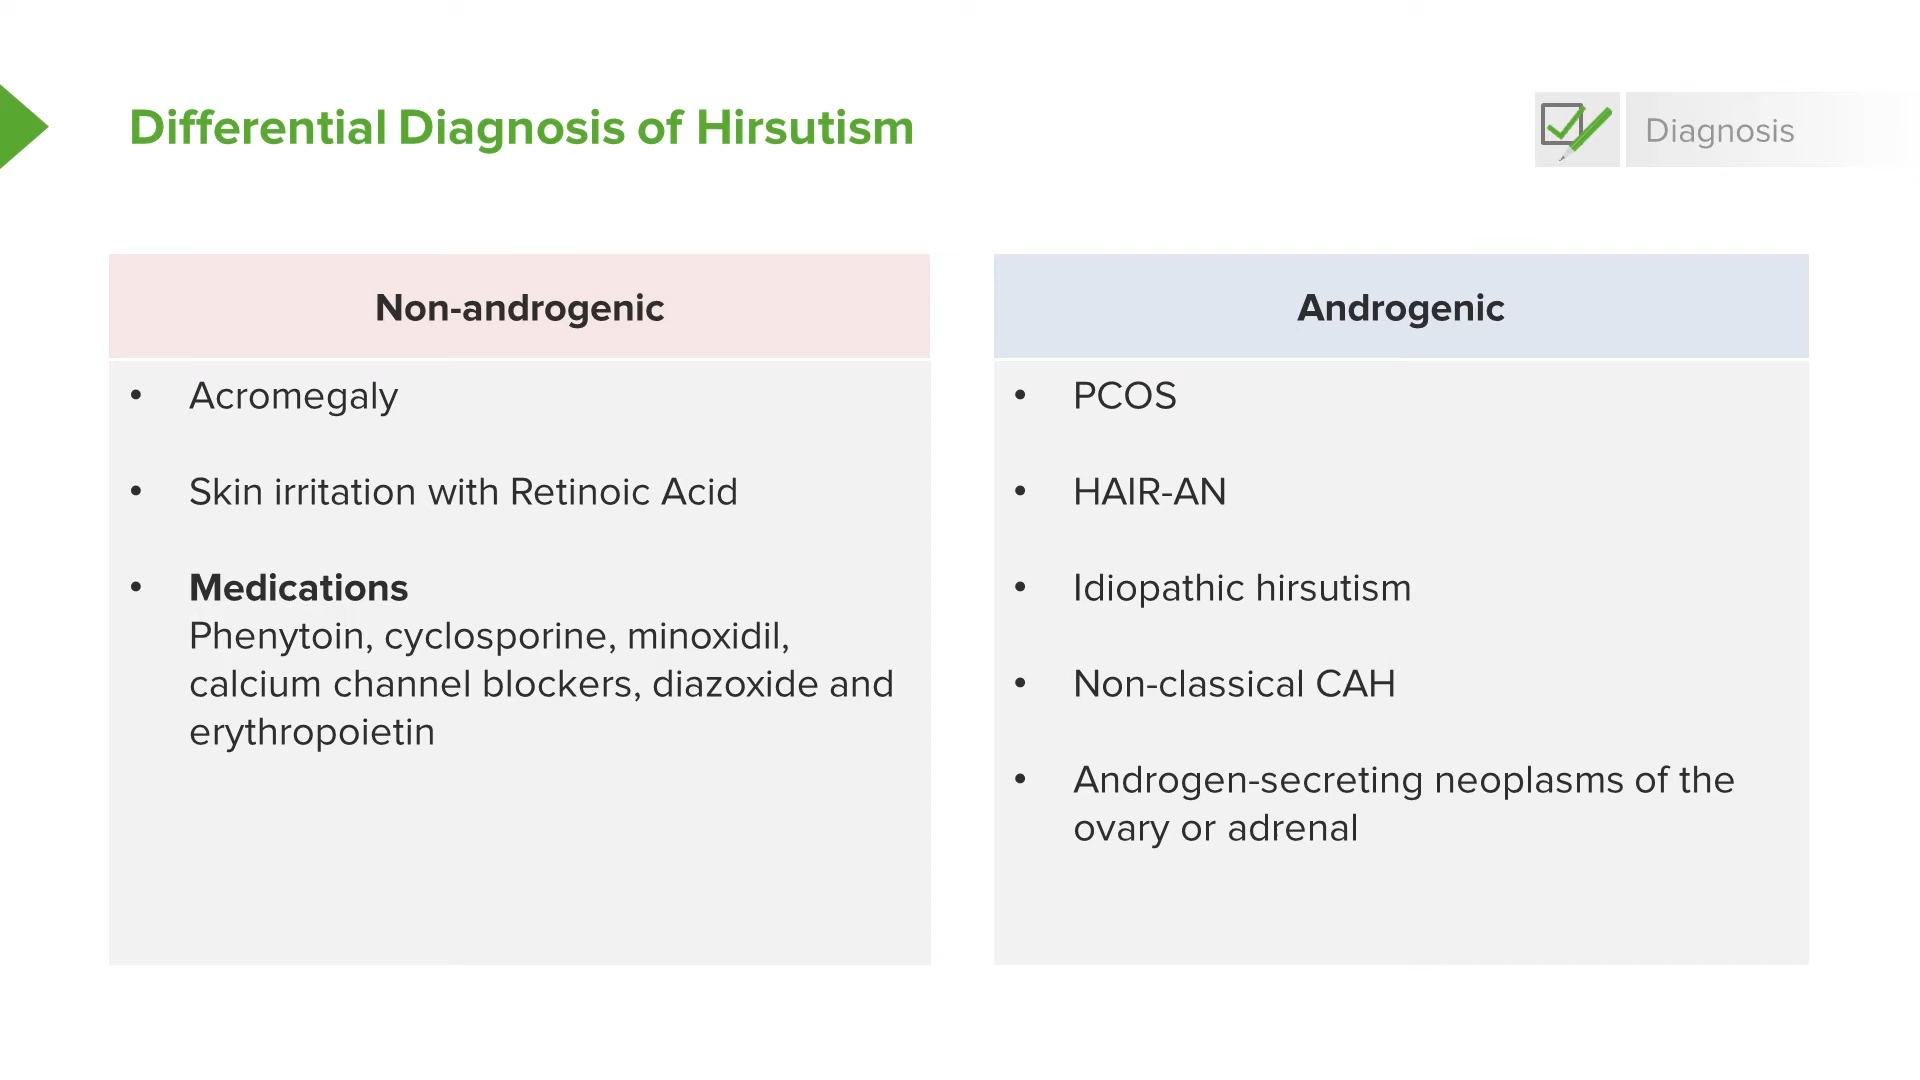 Differential Diagnosis of Hirsutism
Diagnosis
Non-androgenic
• Acromegaly
• Skin irritation with Retinoic Acid
• Medications
Phenytoin, cyclosporine, minoxidil,
calcium channel blockers, diazoxide and
erythropoietin
Androgenic
• PCOS
• HAIR-AN
• Idiopathic hirsutism
• Non-classical CAH
• Androgen-secreting neoplasms of the
ovary or adrenal